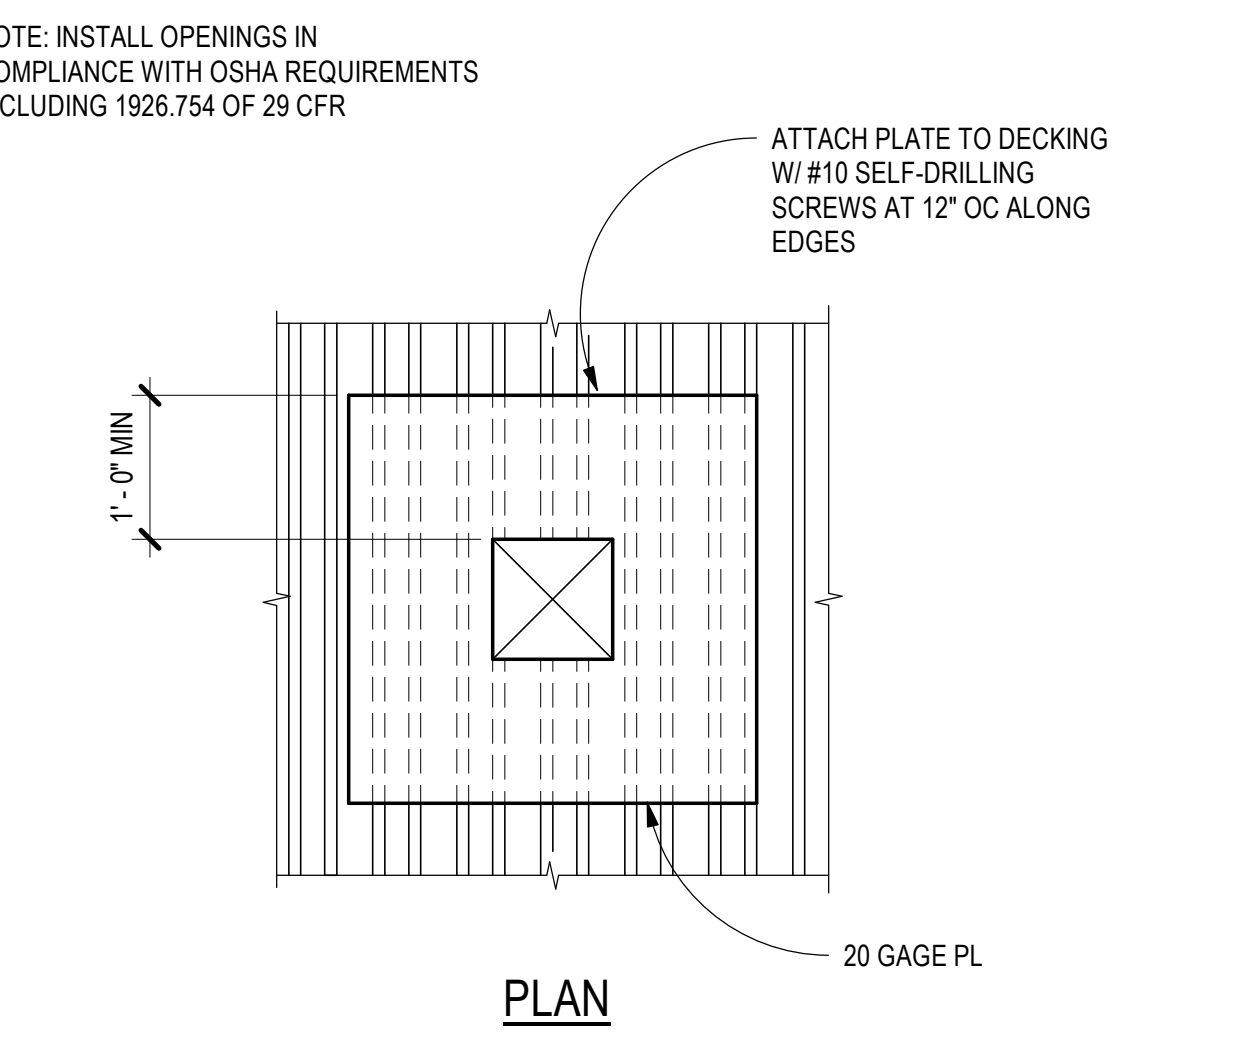 OTE: INSTALL OPENINGS IN
OMPLIANCE WITH OSHA REQUIREMENTS
CLUDING 1926.754 OF 29 CFR
ATTACH PLATE TO DECKING
W/ #10 SELF-DRILLING
SCREWS AT 12" OC ALONG
EDGES
1' - 0" MIN
20 GAGE PL
PLAN